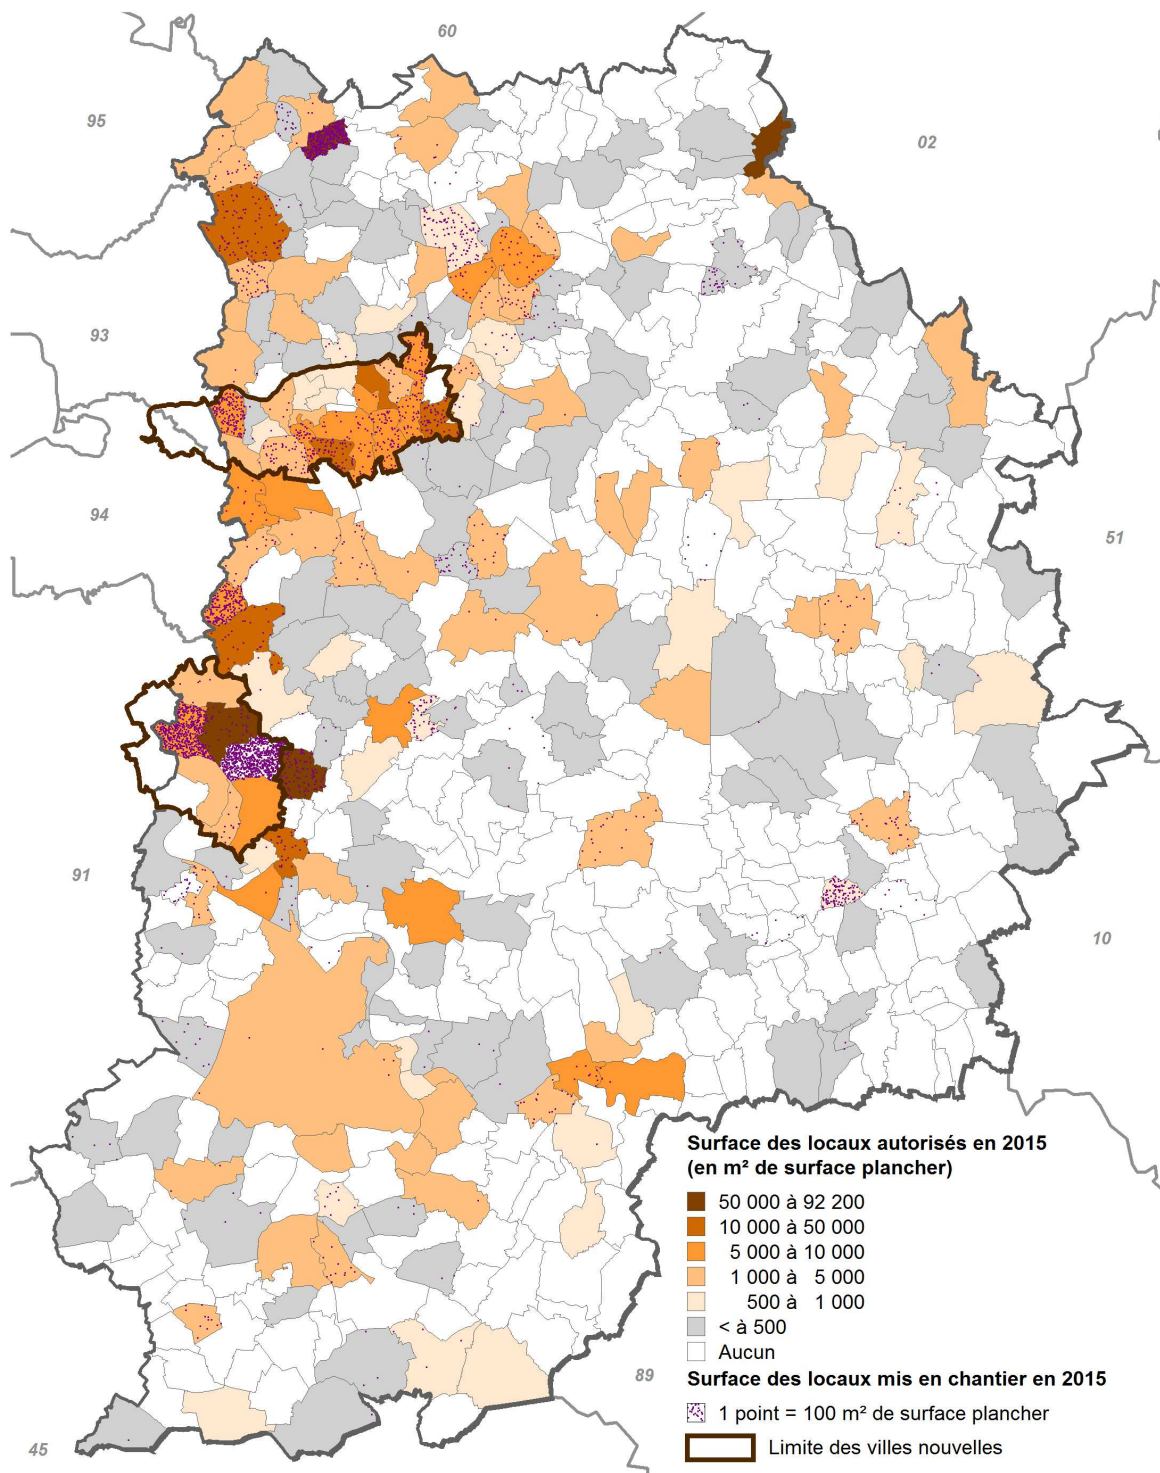 60
95
02
93
94
51
91
10
Surface des locaux autorisés en 2015
(en m² de surface plancher)
50 000 à 92 200
10 000 à 50 000
5 000 à 10 000
1 000 à 5 000
500 à 1 000
< à 500
Aucun
Surface des locaux mis en chantier en 2015
89
1 point = 100 m² de surface plancher
45
Limite des villes nouvelles